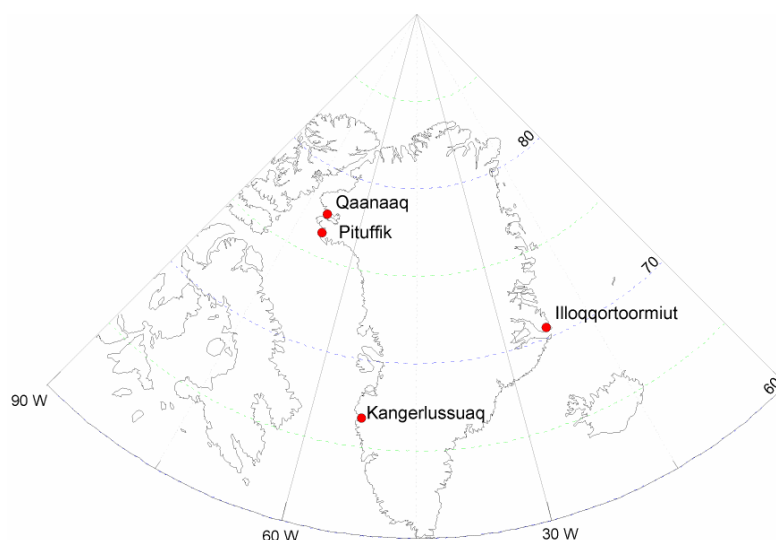 80
Qaanaaq
Pituffik
70
Illoqqortoormiut
60
90 W
Kangerlussuaq
60 W
30 W